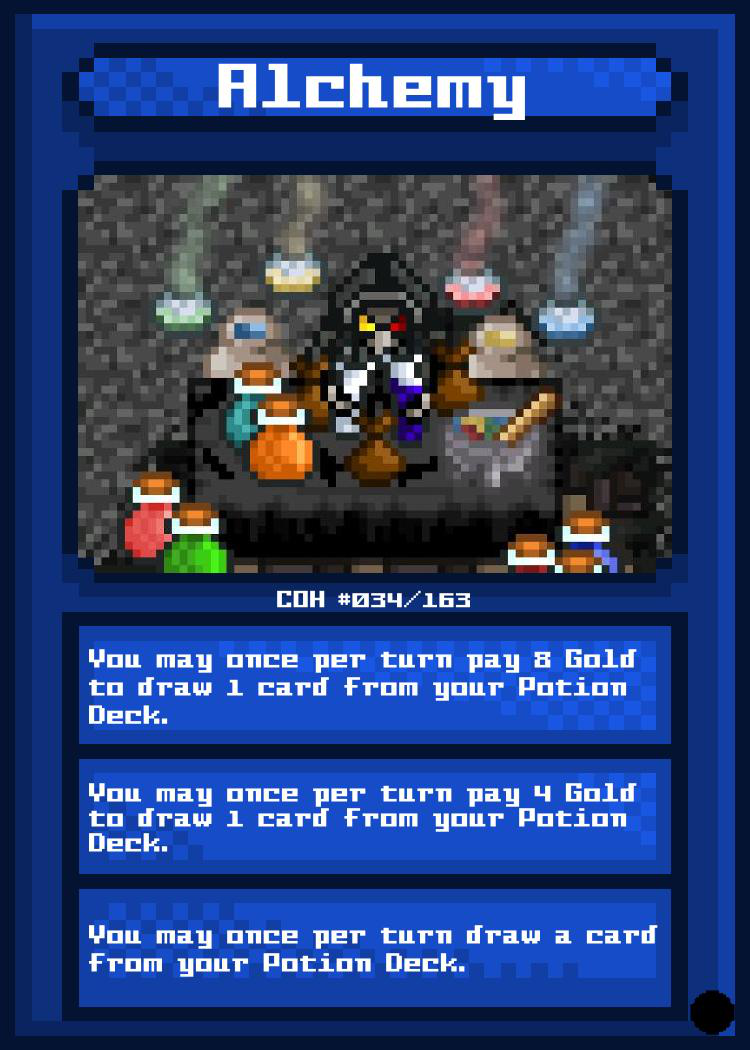 Alchemy
COH #034/163
You may once per turn pay 8 Gold
to draw 1 card from your Potion
Deck.
You may once per turn pay 4 Gold
to draw 1 card from your Potion
Deck.
You may once per turn draw a card
from your Potion Deck.